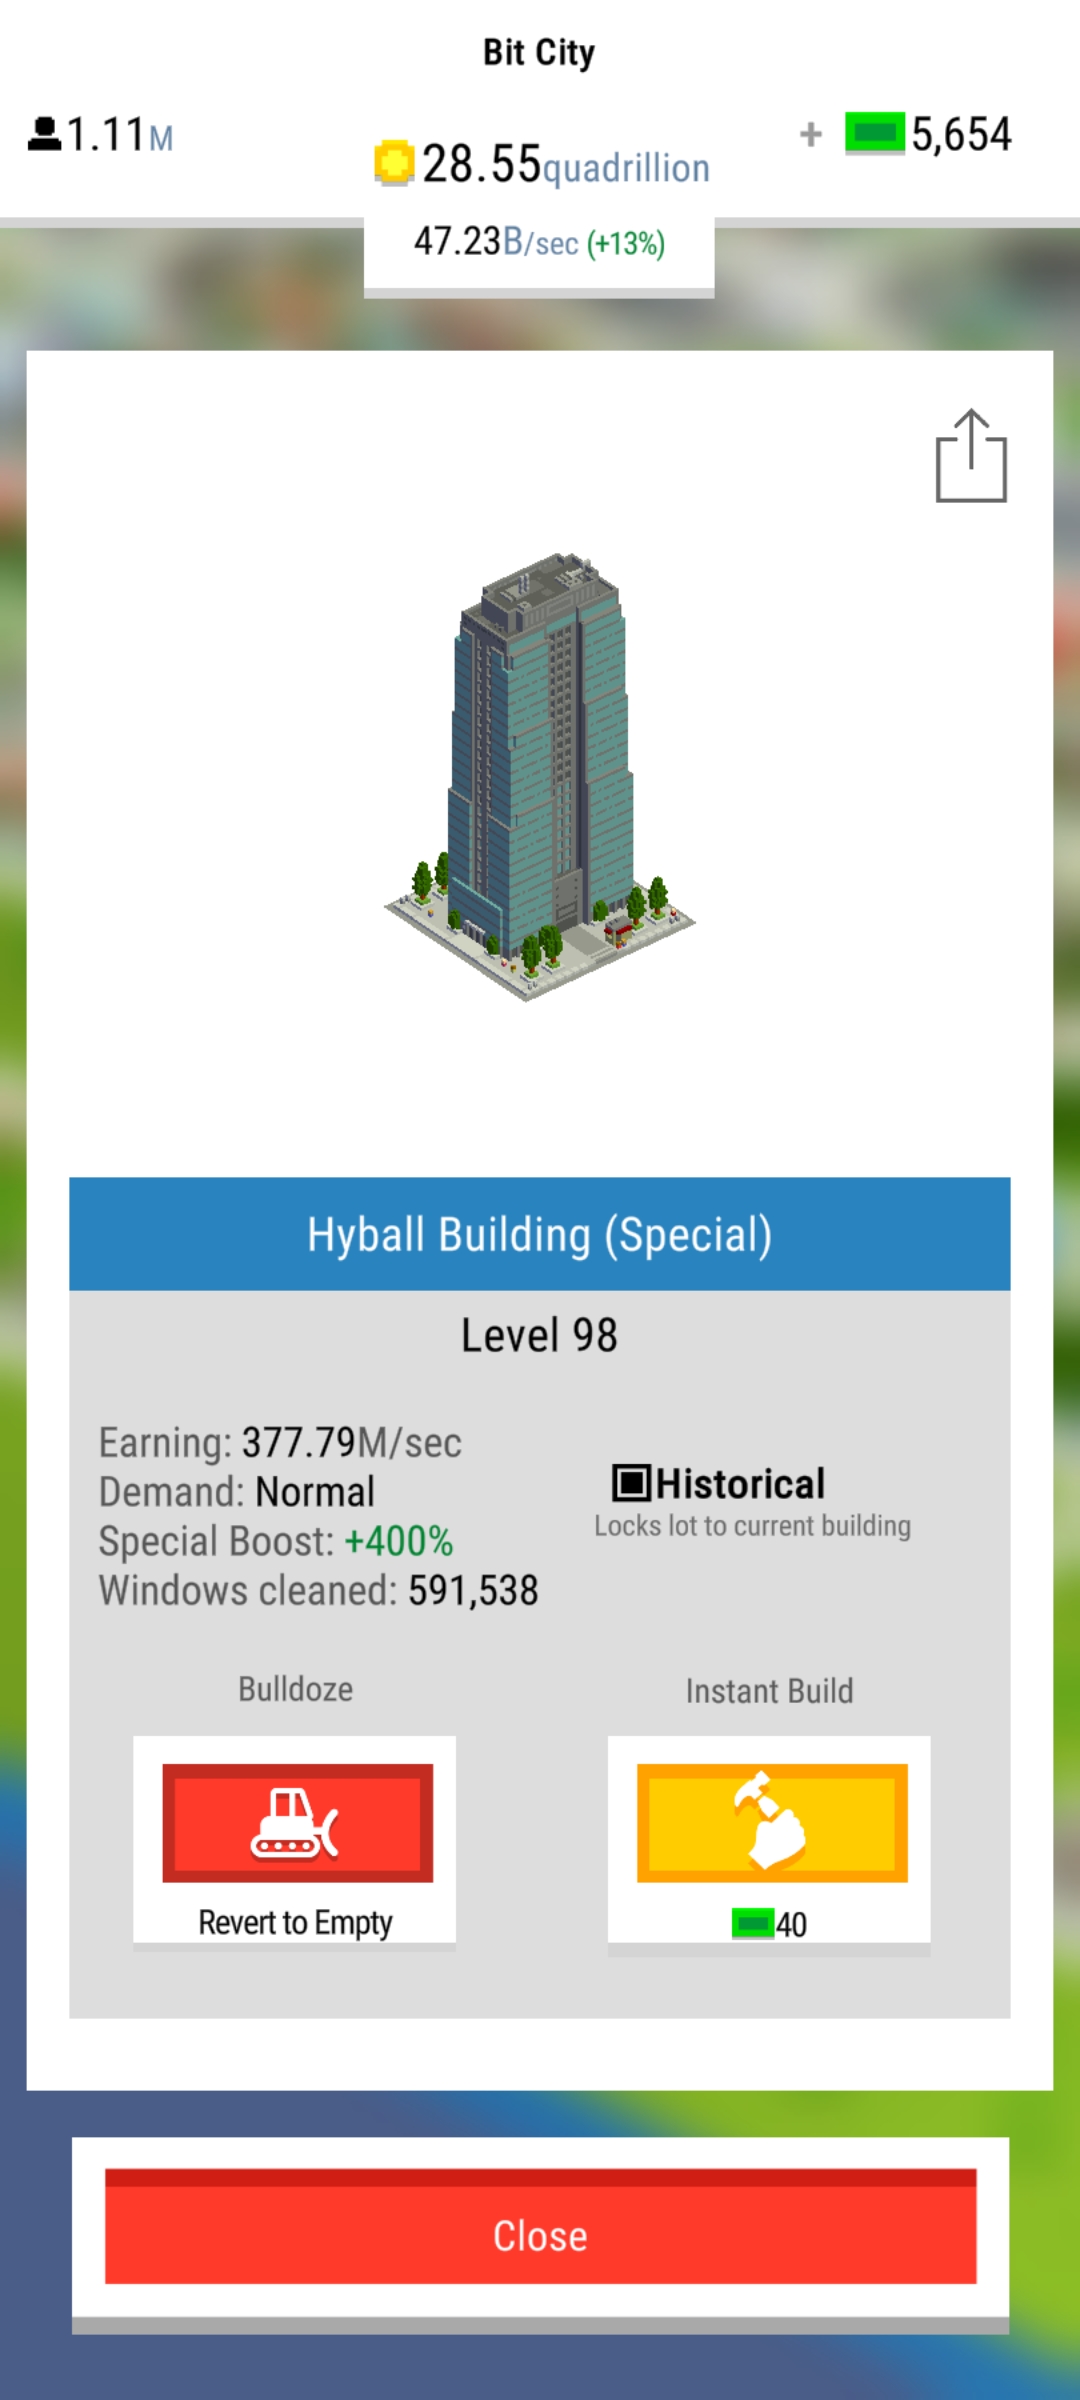 Bit City
1.11M
28.55quadrillion
+ 5,654
47.23B/sec (+13%)
Hyball Building (Special)
Level 98
Earning: 377.79M/sec
Demand: Normal
Special Boost: +400%
Windows cleaned: 591,538
Historical
Locks lot to current building
Bulldoze
Instant Build
Revert to Empty
40
Close